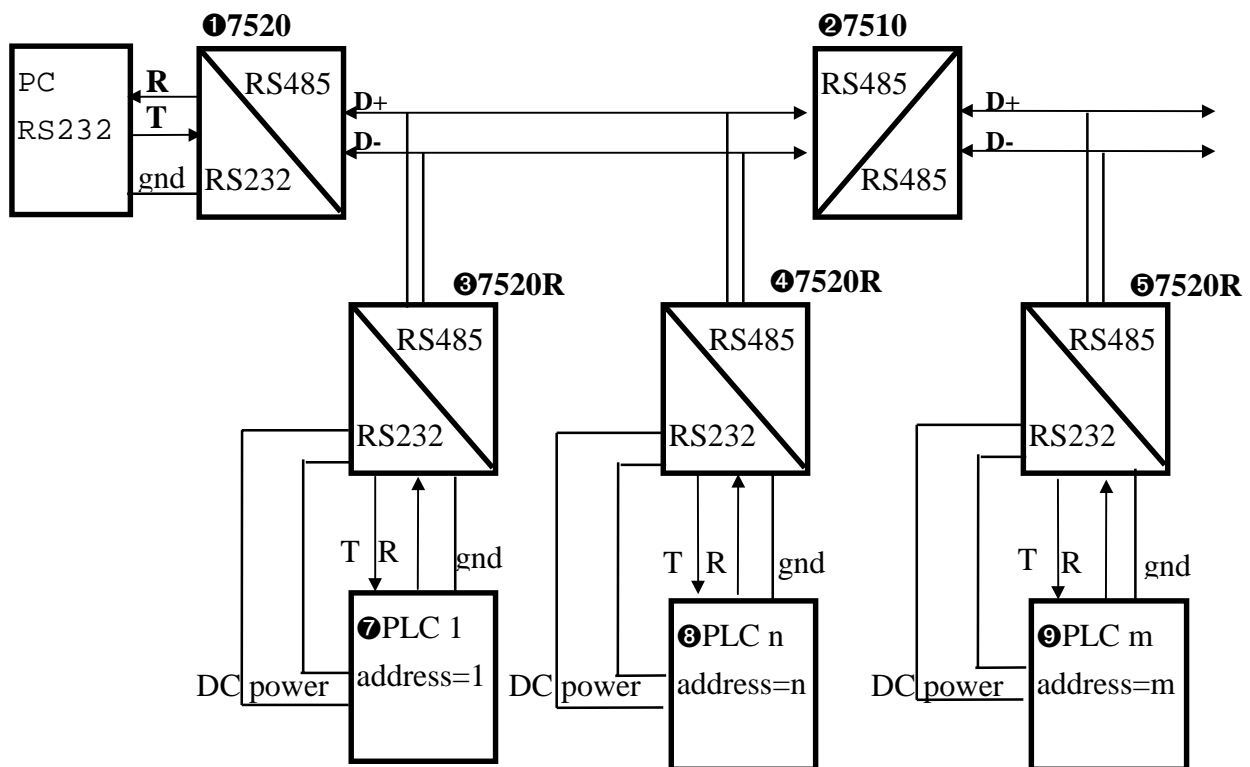 ❶7520
❷7510
PC
RS232
R
T
gnd
RS485
RS232
D+
D-
RS485
RS485
D+
D-
❸7520R
❹7520R
❺7520R
RS485
RS232
RS485
RS232
RS485
RS232
T R
gnd
T R
gnd
T R
gnd
❼PLC 1
address=1
DC power
❽PLC n
address=n
DC power
❾PLC m
address=m
DC power